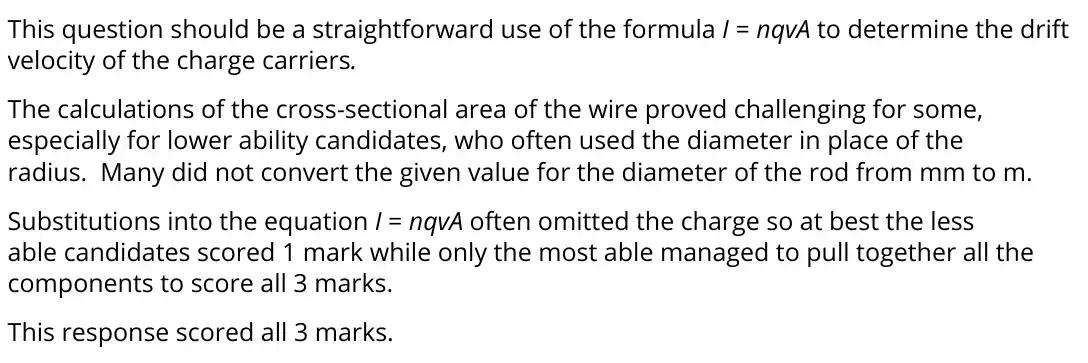 This question should be a straightforward use of the formula I = nqvA to determine the drift
velocity of the charge carriers.
The calculations of the cross-sectional area of the wire proved challenging for some,
especially for lower ability candidates, who often used the diameter in place of the
radius.  Many did not convert the given value for the diameter of the rod from mm to m.
Substitutions into the equation I = nqvA often omitted the charge so at best the less
able candidates scored 1 mark while only the most able managed to pull together all the
components to score all 3 marks.
This response scored all 3 marks.